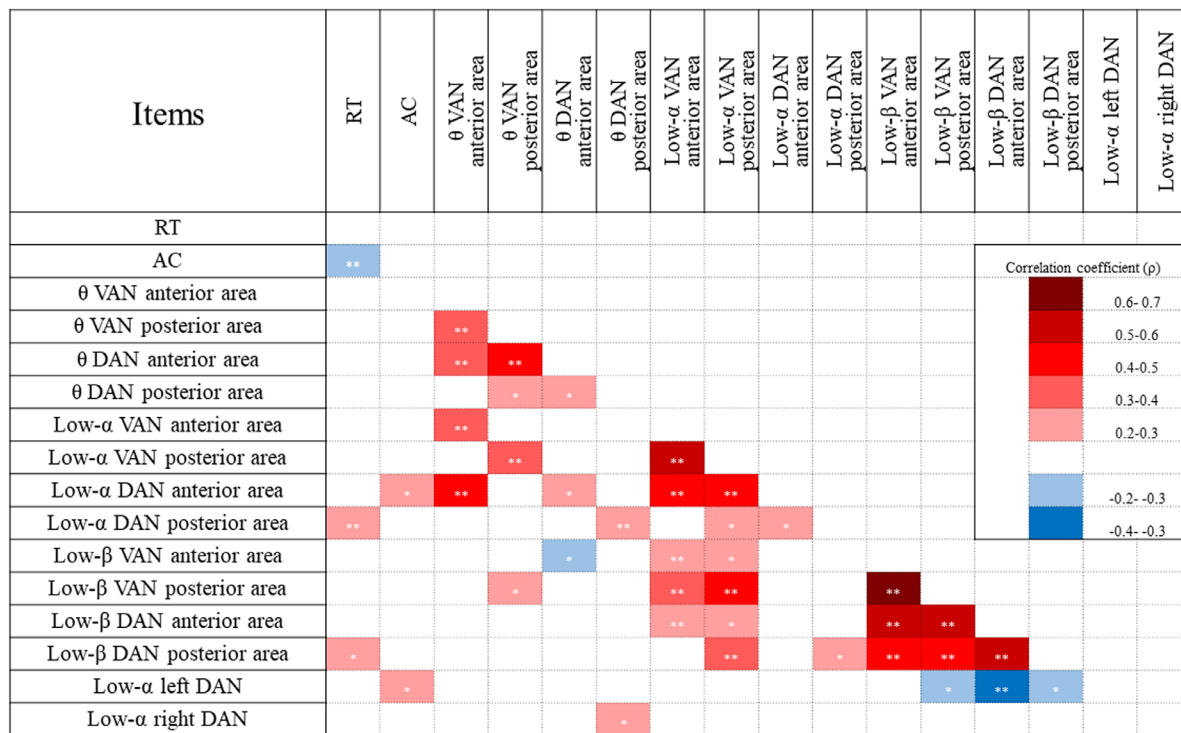 Items
RT
AC
θ VAN
anterior area
θ VAN
posterior area
θ DAN
anterior area
θ DAN
posterior area
Low-α VAN
anterior area
Low-α VAN
posterior area
Low-α DAN
anterior area
Low-α DAN
posterior area
Low-β VAN
anterior area
Low-β VAN
posterior area
Low-β DAN
anterior area
Low-β DAN
posterior area
Low-α left DAN
Low-α right DAN
RT
AC **
θ VAN anterior area
θ VAN posterior area **
θ DAN anterior area ** **
θ DAN posterior area * *
Low-α VAN anterior area **
Low-α VAN posterior area ** **
Low-α DAN anterior area * ** * ** **
Low-α DAN posterior area ** ** * *
Low-β VAN anterior area * ** *
Low-β VAN posterior area * ** ** **
Low-β DAN anterior area ** * ** **
Low-β DAN posterior area * ** * ** ** **
Low-α left DAN * * ** *
Low-α right DAN *
Correlation coefficient (ρ)
0.6- 0.7
0.5-0.6
0.4-0.5
0.3-0.4
0.2-0.3
-0.2- -0.3
-0.4- -0.3